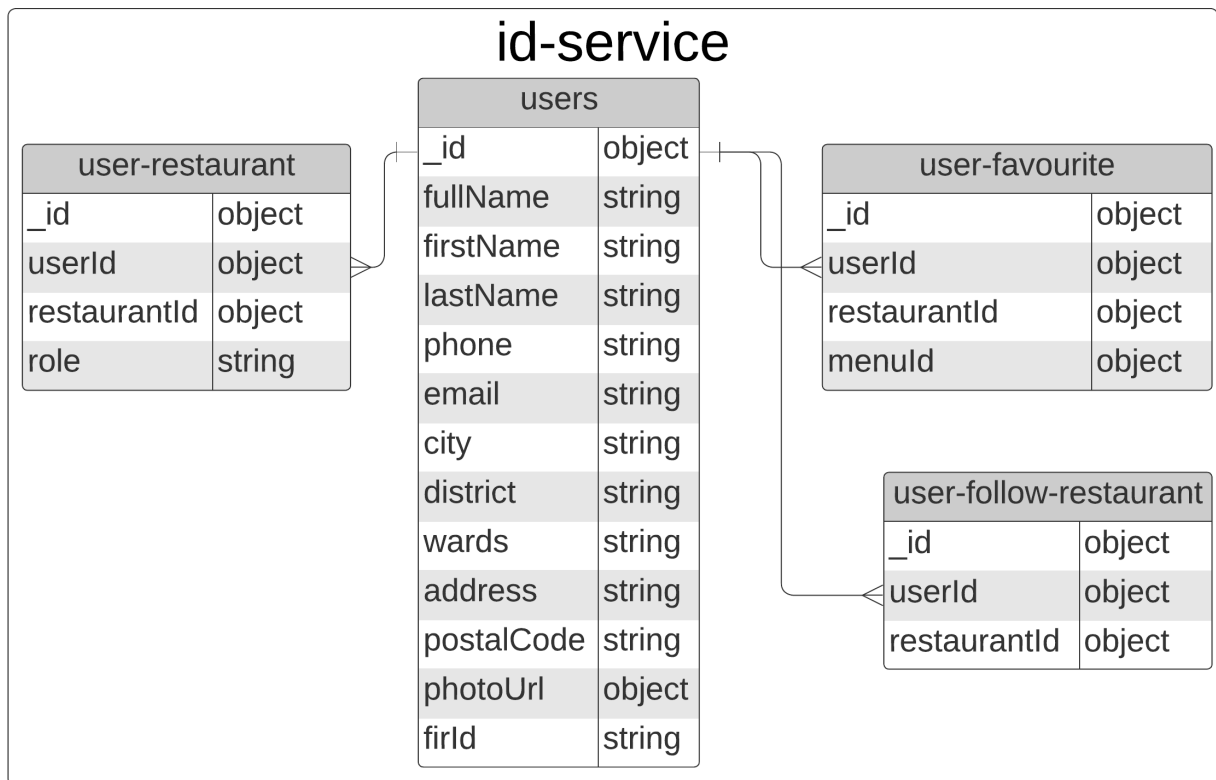 id-service
user-restaurant
_id object
userId object
restaurantId object
role string
users
_id object
fullName string
firstName string
lastName string
phone string
email string
city string
district string
wards string
address string
postalCode string
photoUrl object
firId string
user-favourite
_id object
userId object
restaurantId object
menuId object
user-follow-restaurant
_id object
userId object
restaurantId object